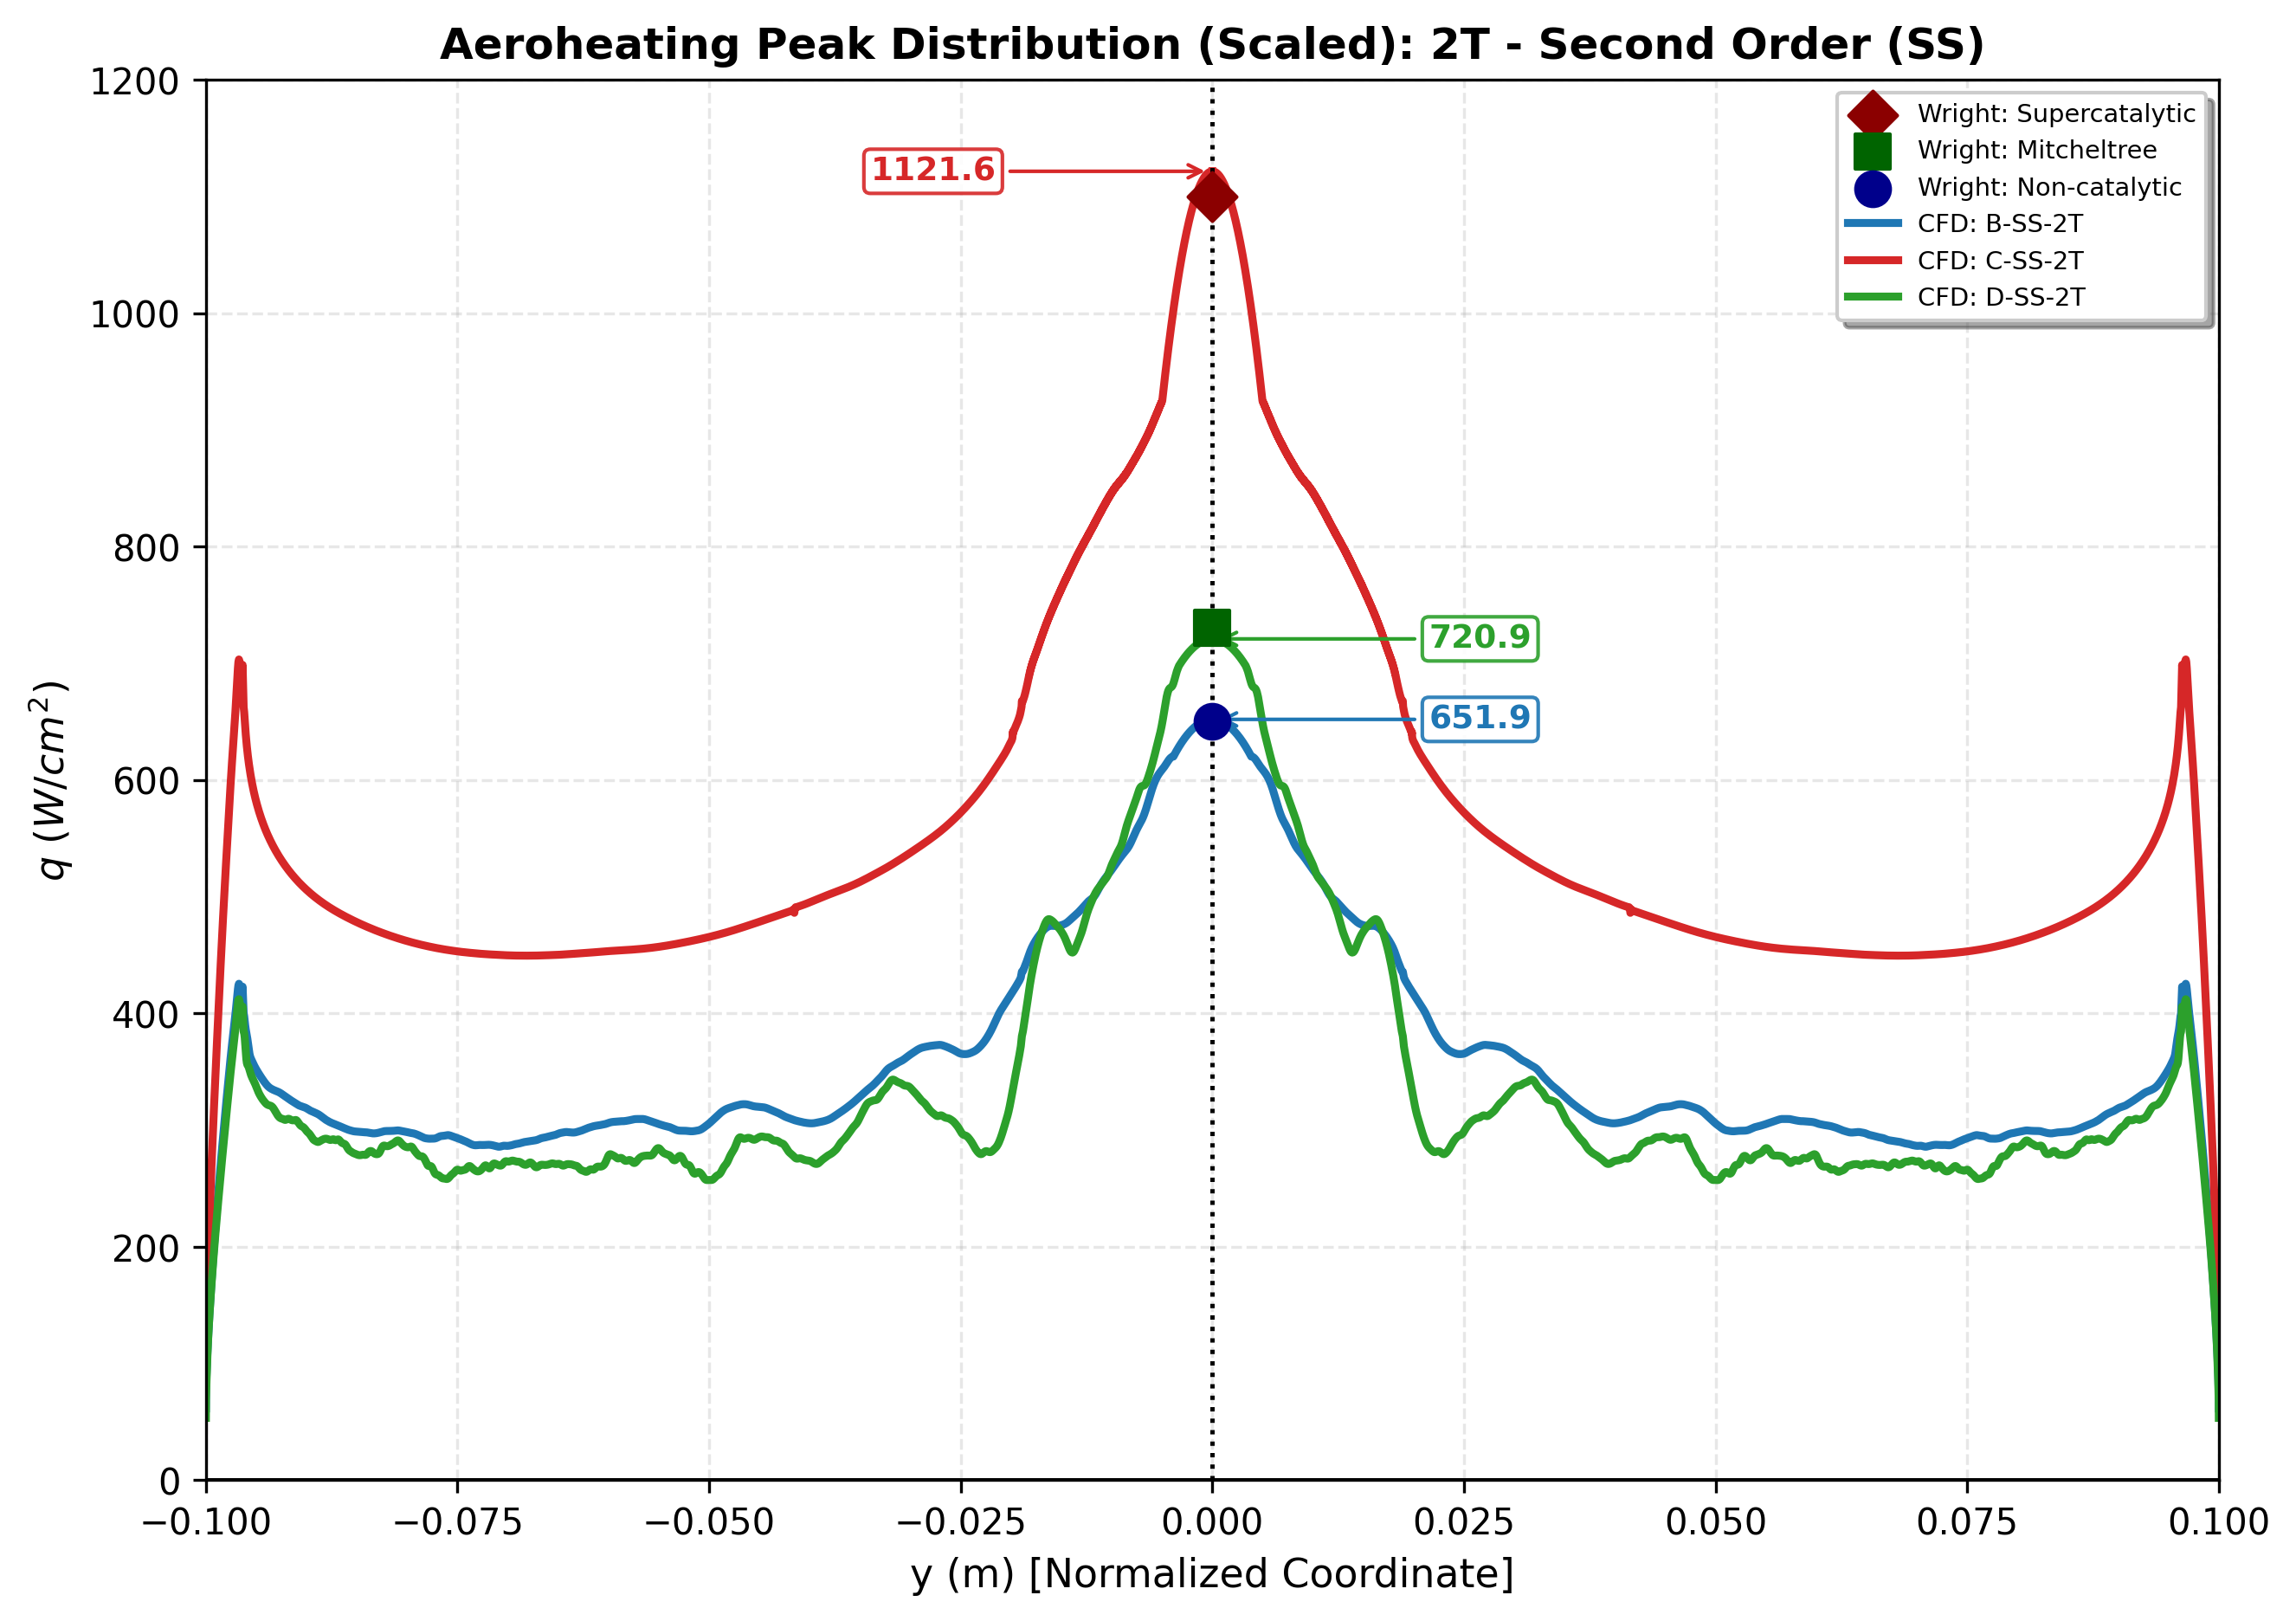 Aeroheating Peak Distribution (Scaled): 2T - Second Order (SS)
1200
1000
800
600
400
200
0
q (W/cm²)
1121.6
720.9
651.9
Wright: Supercatalytic
Wright: Mitcheltree
Wright: Non-catalytic
CFD: B-SS-2T
CFD: C-SS-2T
CFD: D-SS-2T
−0.100 −0.075 −0.050 −0.025 0.000 0.025 0.050 0.075 0.100
y (m) [Normalized Coordinate]